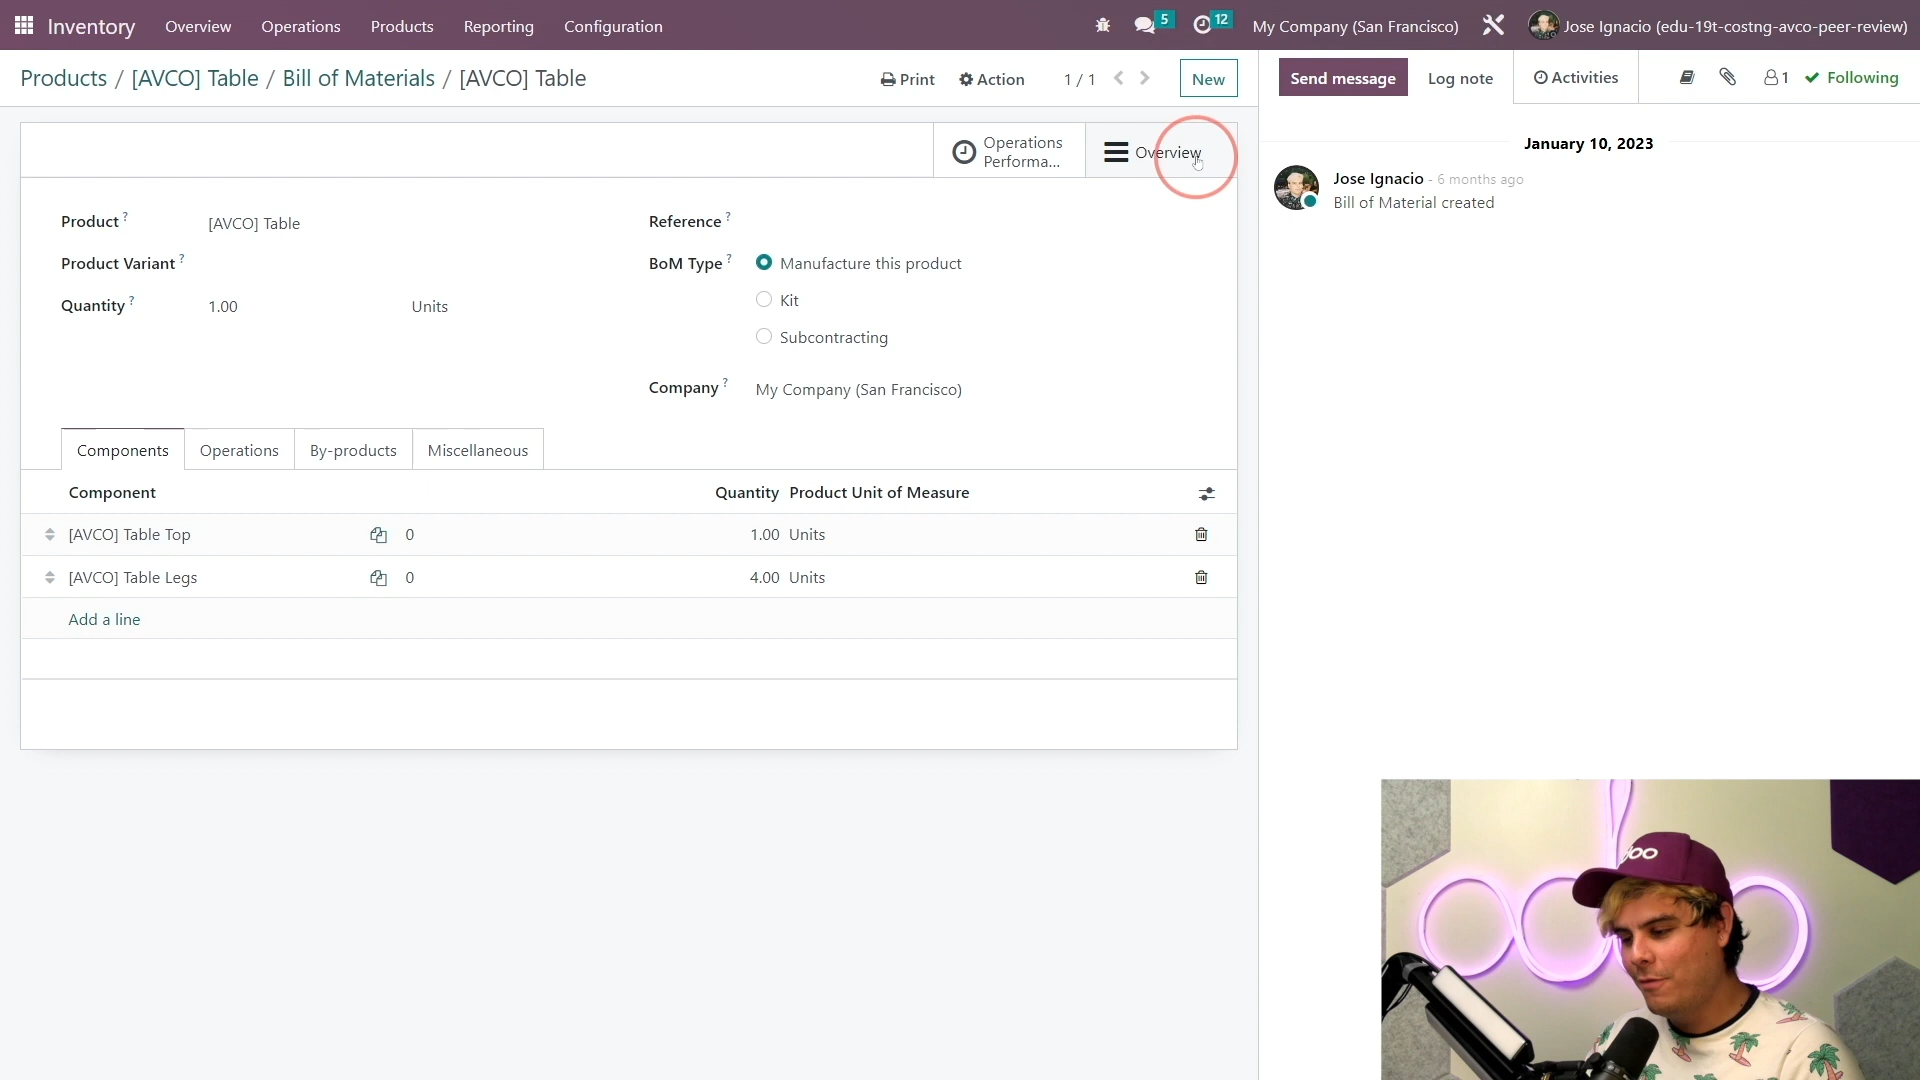 Inventory Overview Operations Products Reporting Configuration 5 12 My Company (San Francisco) Jose Ignacio (edu-19t-costng-avco-peer-review)
Products / [AVCO] Table / Bill of Materials / [AVCO] Table Print Action 1 / 1 New
Send message Log note Activities 1 Following
Operations
Performa...
Overview
January 10, 2023
Jose Ignacio - 6 months ago
Bill of Material created
Product ? [AVCO] Table
Product Variant ?
Quantity ? 1.00 Units
Reference ?
BoM Type ? Manufacture this product
Kit
Subcontracting
Company ? My Company (San Francisco)
Components Operations By-products Miscellaneous
Component Quantity Product Unit of Measure
[AVCO] Table Top 0 1.00 Units
[AVCO] Table Legs 0 4.00 Units
Add a line
odoo